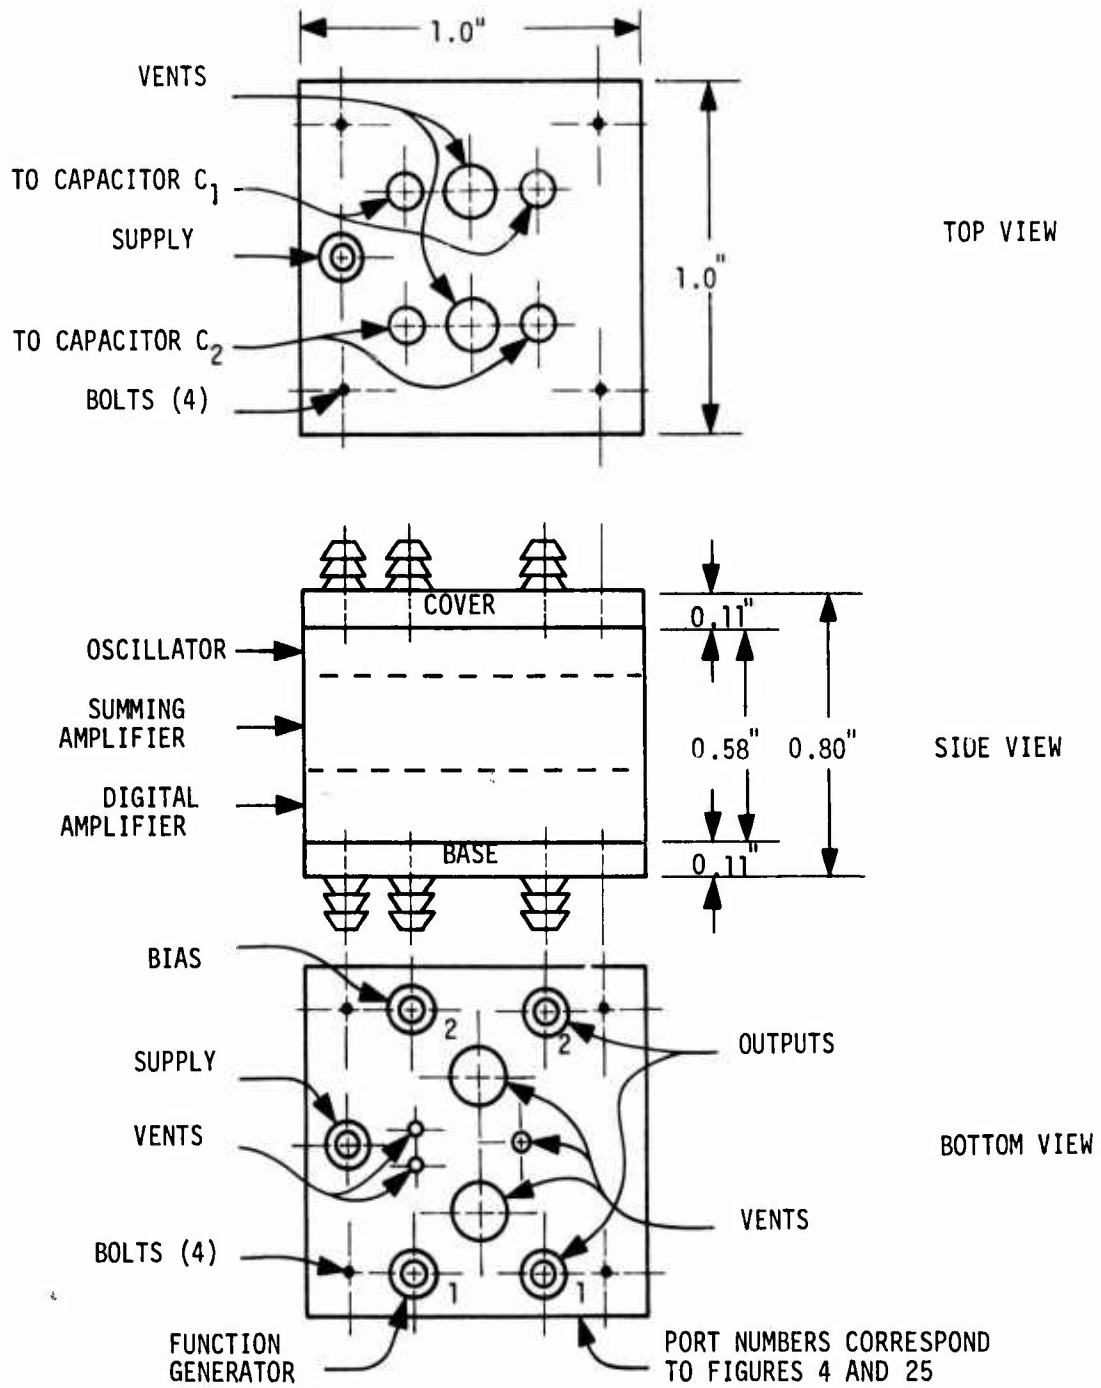 1.0"
VENTS
TO CAPACITOR C1
SUPPLY
TOP VIEW
1.0"
TO CAPACITOR C2
BOLTS (4)
COVER
0.11"
OSCILLATOR
SUMMING
AMPLIFIER
0.58"
0.80"
SIDE VIEW
DIGITAL
AMPLIFIER
BASE
0.11"
BIAS
2
2
OUTPUTS
SUPPLY
VENTS
BOTTOM VIEW
VENTS
BOLTS (4)
1
1
FUNCTION
GENERATOR
PORT NUMBERS CORRESPOND
TO FIGURES 4 AND 25